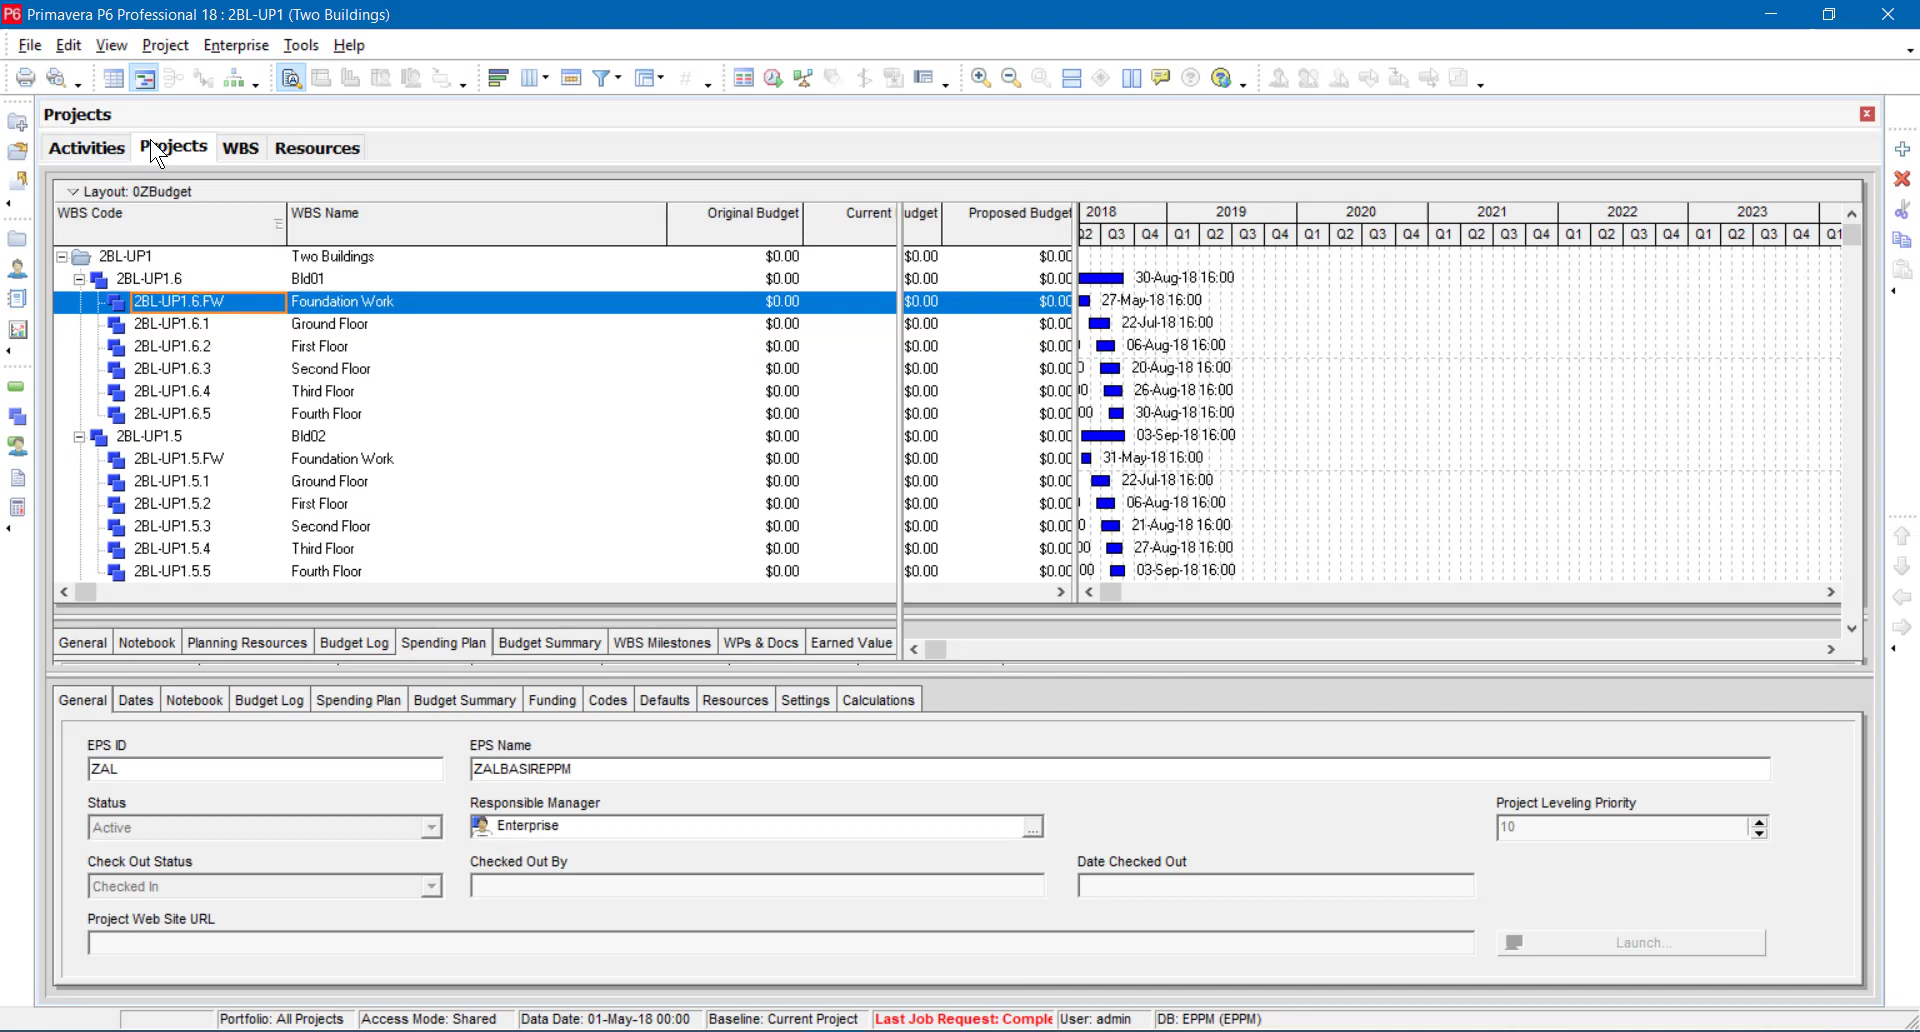 P6 Primavera P6 Professional 18 : 2BL-UP1 (Two Buildings)
File Edit View Project Enterprise Tools Help
Projects
Activities Projects WBS Resources
Layout: 0ZBudget
WBS Code WBS Name Original Budget Current udget Proposed Budget 2018 2019 2020 2021 2022 2023
Q2 Q3 Q4 Q1 Q2 Q3 Q4 Q1 Q2 Q3 Q4 Q1 Q2 Q3 Q4 Q1 Q2 Q3 Q4 Q1 Q2 Q3 Q4 Q1
2BL-UP1 Two Buildings $0.00 $0.00 $0.00
2BL-UP1.6 Bld01 $0.00 $0.00 $0.00 30-Aug-18 16:00
2BL-UP1.6.FW Foundation Work $0.00 $0.00 $0.00 27-May-18 16:00
2BL-UP1.6.1 Ground Floor $0.00 $0.00 $0.00 22-Jul-18 16:00
2BL-UP1.6.2 First Floor $0.00 $0.00 $0.00 06-Aug-18 16:00
2BL-UP1.6.3 Second Floor $0.00 $0.00 $0.00 20-Aug-18 16:00
2BL-UP1.6.4 Third Floor $0.00 $0.00 $0.00 00 26-Aug-18 16:00
2BL-UP1.6.5 Fourth Floor $0.00 $0.00 $0.00 00 30-Aug-18 16:00
2BL-UP1.5 Bld02 $0.00 $0.00 $0.00 03-Sep-18 16:00
2BL-UP1.5.FW Foundation Work $0.00 $0.00 $0.00 31-May-18 16:00
2BL-UP1.5.1 Ground Floor $0.00 $0.00 $0.00 22-Jul-18 16:00
2BL-UP1.5.2 First Floor $0.00 $0.00 $0.00 06-Aug-18 16:00
2BL-UP1.5.3 Second Floor $0.00 $0.00 $0.00 0 21-Aug-18 16:00
2BL-UP1.5.4 Third Floor $0.00 $0.00 $0.00 00 27-Aug-18 16:00
2BL-UP1.5.5 Fourth Floor $0.00 $0.00 $0.00 00 03-Sep-18 16:00
General Notebook Planning Resources Budget Log Spending Plan Budget Summary WBS Milestones WPs & Docs Earned Value
General Dates Notebook Budget Log Spending Plan Budget Summary Funding Codes Defaults Resources Settings Calculations
EPS ID EPS Name
ZAL ZALBASIREPPM
Status Responsible Manager Project Leveling Priority
Active Enterprise ... 10
Check Out Status Checked Out By Date Checked Out
Checked In
Project Web Site URL
Launch...
Portfolio: All Projects Access Mode: Shared Data Date: 01-May-18 00:00 Baseline: Current Project Last Job Request: Comple User: admin DB: EPPM (EPPM)